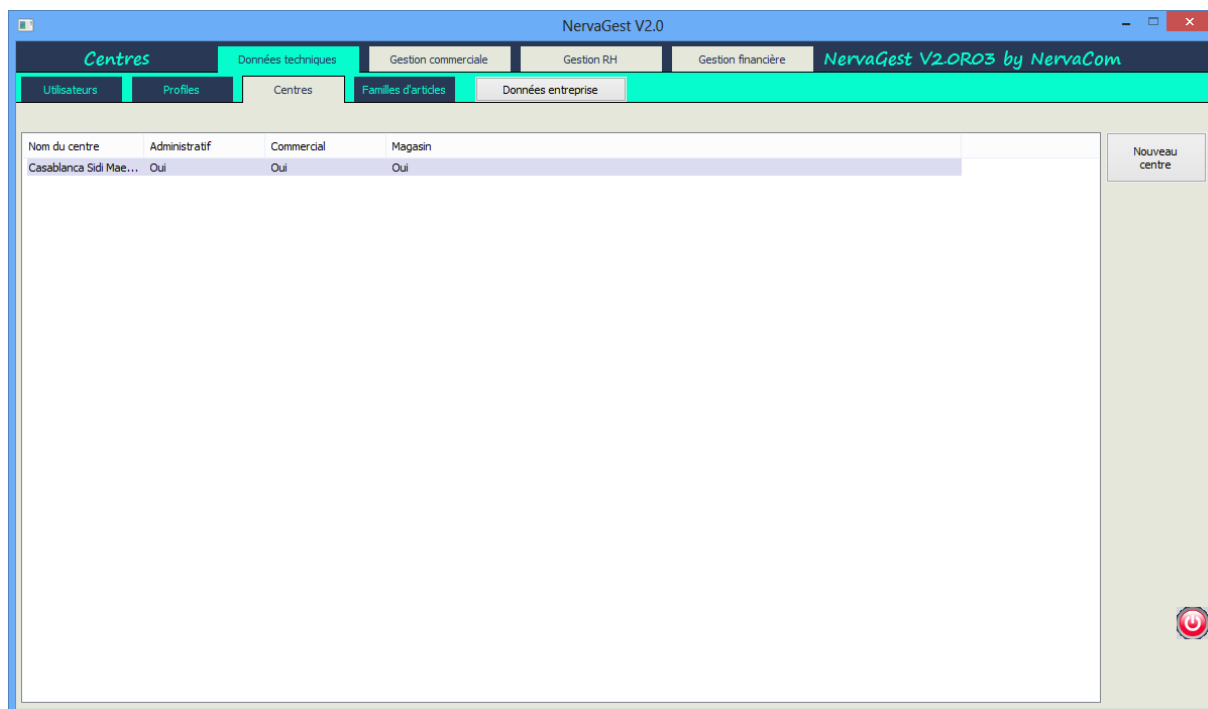 NervaGest V2.0
Centres Données techniques Gestion commerciale Gestion RH Gestion financière NervaGest V2.0R03 by NervaCom
Utilisateurs Profiles Centres Familles d'articles Données entreprise
Nom du centre Administratif Commercial Magasin
Casablanca Sidi Mae... Oui Oui Oui
Nouveau
centre